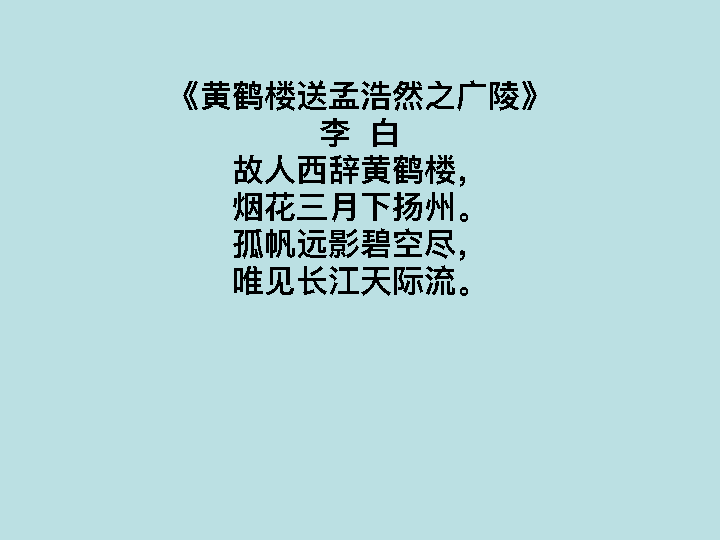 《黄鹤楼送孟浩然之广陵》
李 白
故人西辞黄鹤楼，
烟花三月下扬州。
孤帆远影碧空尽，
唯见长江天际流。